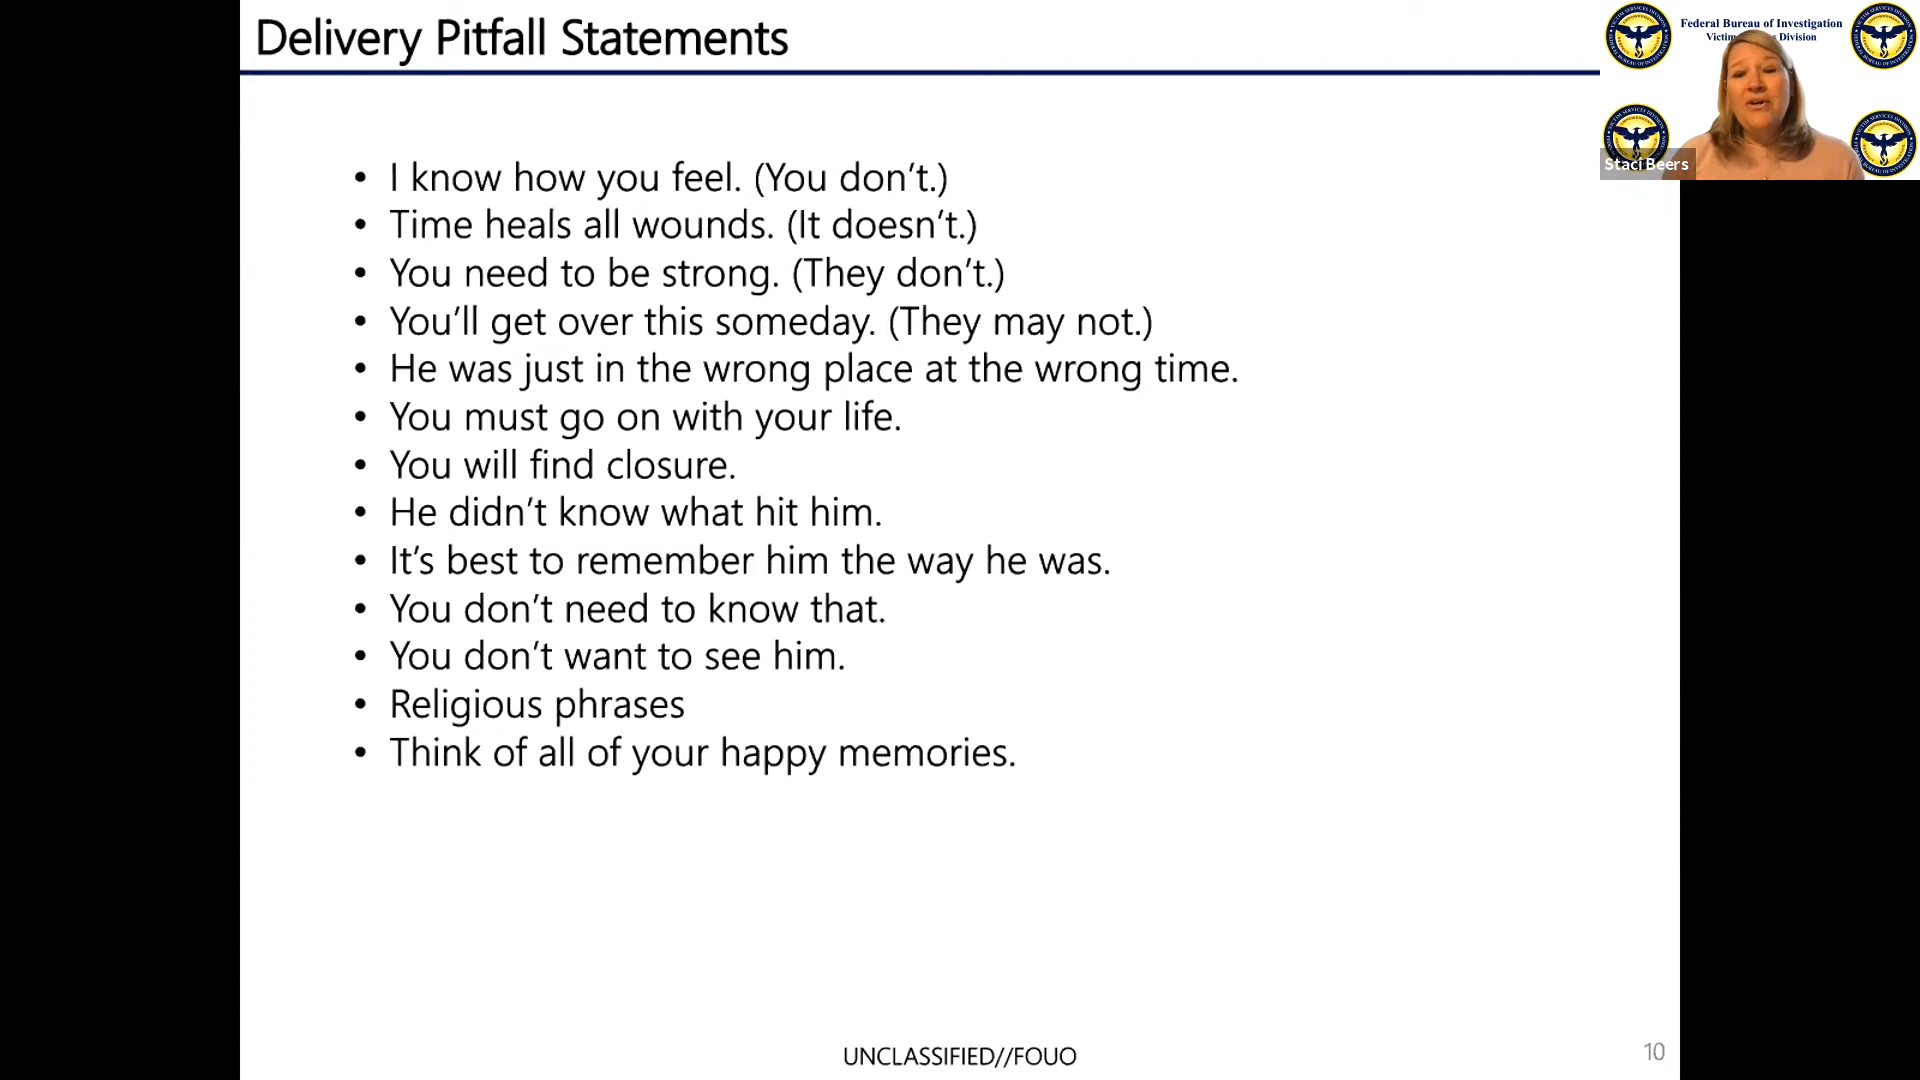 Delivery Pitfall Statements
Federal Bureau of Investigation
Division
Staci Beers
• I know how you feel. (You don’t.)
• Time heals all wounds. (It doesn’t.)
• You need to be strong. (They don’t.)
• You’ll get over this someday. (They may not.)
• He was just in the wrong place at the wrong time.
• You must go on with your life.
• You will find closure.
• He didn’t know what hit him.
• It’s best to remember him the way he was.
• You don’t need to know that.
• You don’t want to see him.
• Religious phrases
• Think of all of your happy memories.
UNCLASSIFIED//FOUO
10